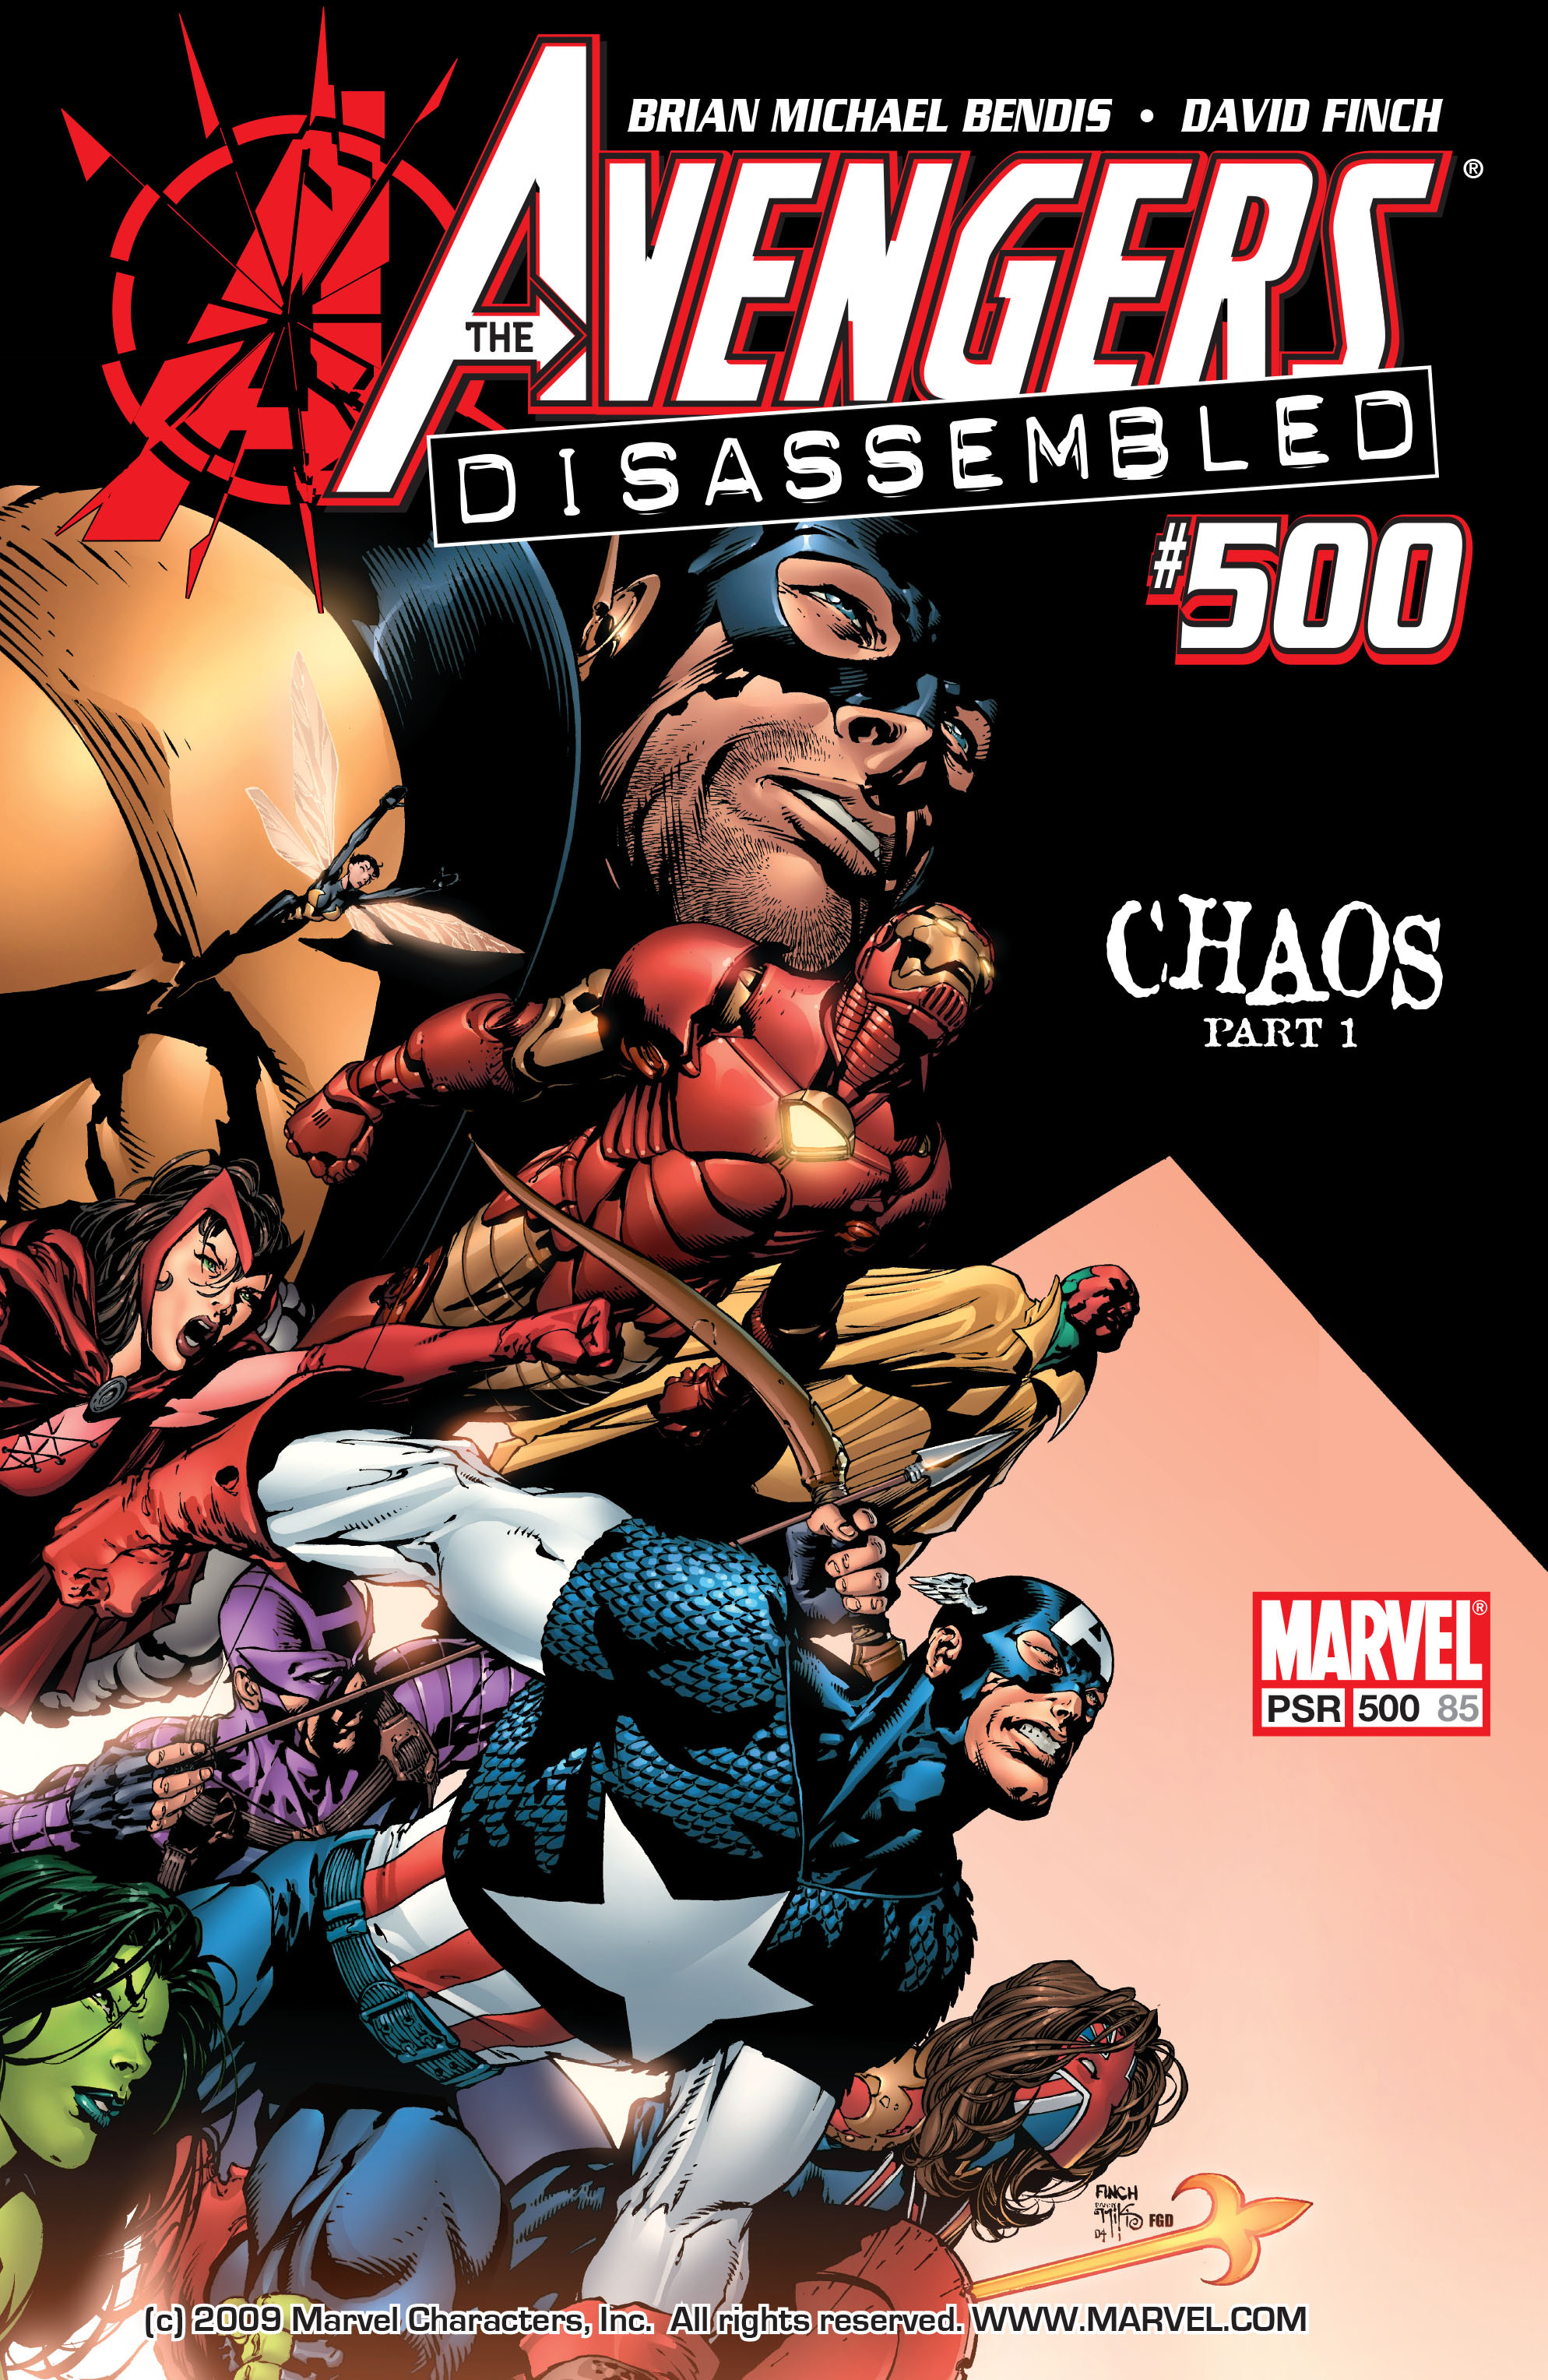 BRIAN MICHAEL BENDIS • DAVID FINCH
THE AVENGERS®
DISASSEMBLED
#500
CHAOS
PART 1
MARVEL®
PSR 500 85
FINCH
04
FGD
(c) 2009 Marvel Characters, Inc. All rights reserved. WWW.MARVEL.COM